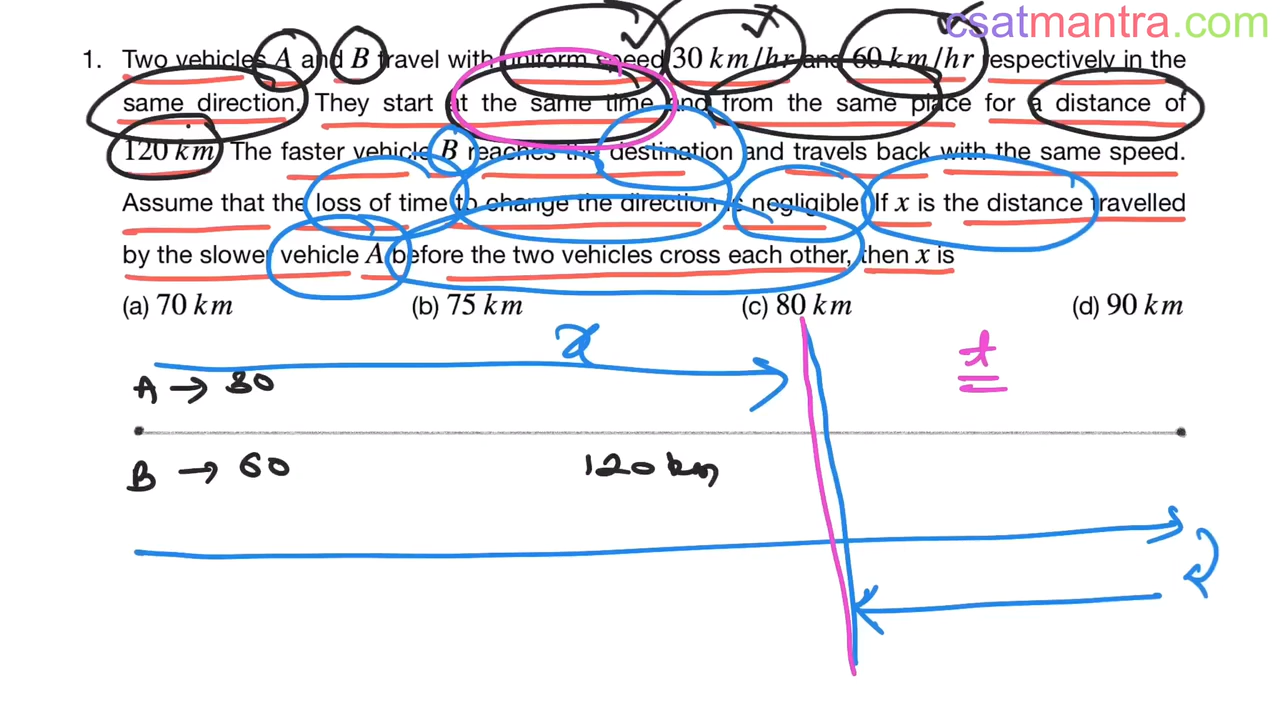 csatmantra.com
1. Two vehicles A and B travel with uniform speed 30 km/hr and 60 km/hr respectively in the
same direction. They start at the same time and from the same place for a distance of
120 km. The faster vehicle B reaches the destination and travels back with the same speed.
Assume that the loss of time to change the direction is negligible. If x is the distance travelled
by the slower vehicle A before the two vehicles cross each other, then x is
(a) 70 km (b) 75 km (c) 80 km (d) 90 km
x
t
A → 30
B → 60 120 km